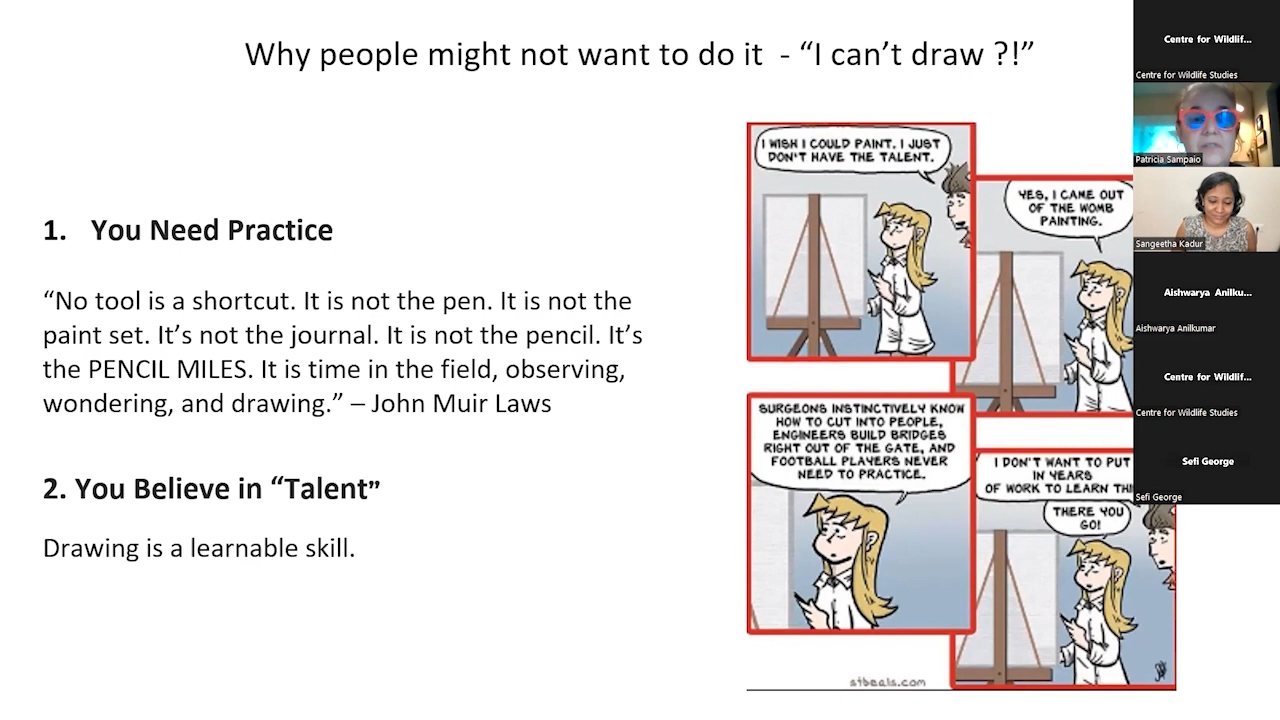 Why people might not want to do it - “I can’t draw ?!”
1. You Need Practice
“No tool is a shortcut. It is not the pen. It is not the
paint set. It’s not the journal. It is not the pencil. It’s
the PENCIL MILES. It is time in the field, observing,
wondering, and drawing.” – John Muir Laws
2. You Believe in “Talent”
Drawing is a learnable skill.
I WISH I COULD PAINT. I JUST
DON'T HAVE THE TALENT.
YES, I CAME OUT
OF THE WOMB
PAINTING.
SURGEONS INSTINCTIVELY KNOW
HOW TO CUT INTO PEOPLE,
ENGINEERS BUILD BRIDGES
RIGHT OUT OF THE GATE, AND
FOOTBALL PLAYERS NEVER
NEED TO PRACTICE.
I DON'T WANT TO PUT
IN YEARS
OF WORK TO LEARN
THERE YOU
GO!
stbeals.com
Centre for Wildlif...
Centre for Wildlife Studies
Patricia Sampaio
Sangeetha Kadur
Aishwarya Anilku...
Aishwarya Anilkumar
Centre for Wildlif...
Centre for Wildlife Studies
Sefi George
Sefi George